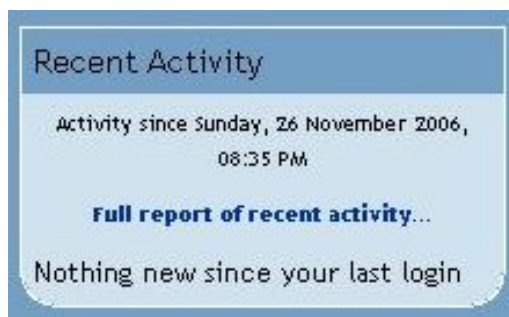 Recent Activity
Activity since Sunday, 26 November 2006,
08:35 PM
Full report of recent activity...
Nothing new since your last login